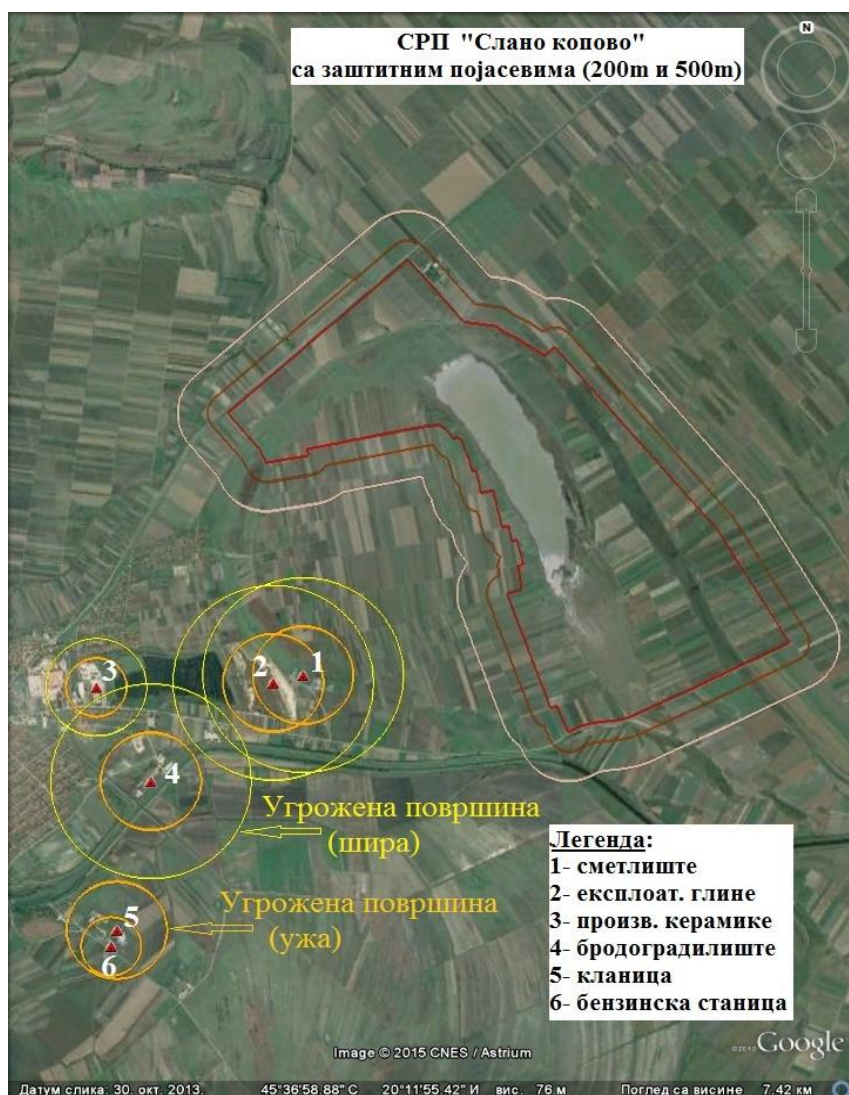 СРП "Слано копово"
са заштитним појасевима (200m и 500m)
N
1
2
3
4
Угрожена површина
(шира)
Угрожена површина
(ужа)
5
6
Легенда:
1- сметлиште
2- експлоат. глине
3- произв. керамике
4- бродоградилиште
5- кланица
6- бензинска станица
Image © 2015 CNES / Astrium
©2013 Google
Датум слика: 30. окт. 2013. 45°36'58.88" С 20°11'55.42" И вис. 76 м Поглед са висине 7.42 км